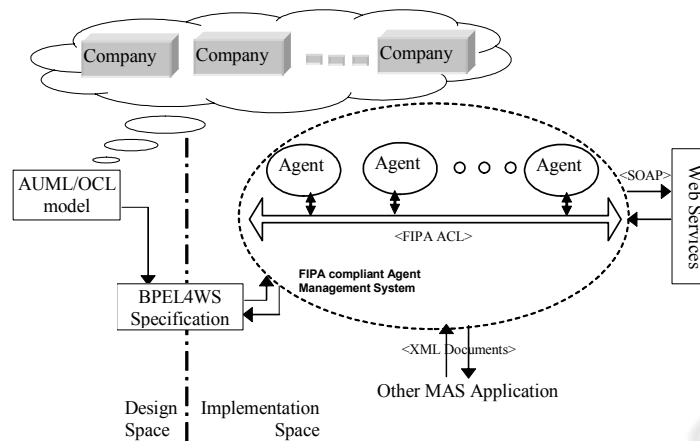 Company
Company
Company
Agent
Agent
Agent
<SOAP>
Web Services
AUML/OCL
model
<FIPA ACL>
FIPA compliant Agent
Management System
BPEL4WS
Specification
<XML Documents>
Other MAS Application
Design
Space
Implementation
Space